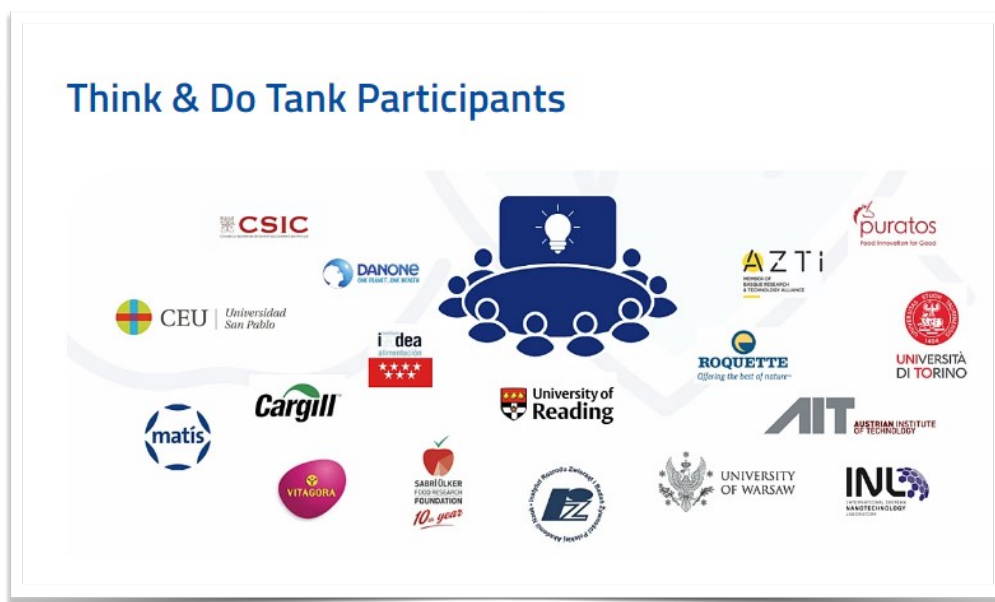 Think & Do Tank Participants
CSIC
DANONE
ONE PLANET. ONE HEALTH
CEU
Universidad
San Pablo
dea
alimentación
Cargill
matís
VITAGORA
SABRI ÜLKER
FOOD RESEARCH
FOUNDATION
10th year
University of
Reading
AZTi
MEMBER OF
BASQUE RESEARCH
& TECHNOLOGY ALLIANCE
puratos
Food Innovation for Good
ROQUETTE
Offering the best of nature™
1404
UNIVERSITÀ
DI TORINO
AIT
AUSTRIAN INSTITUTE
OF TECHNOLOGY
UNIVERSITY
OF WARSAW
INL
INTERNATIONAL IBERIAN
NANOTECHNOLOGY
LABORATORY